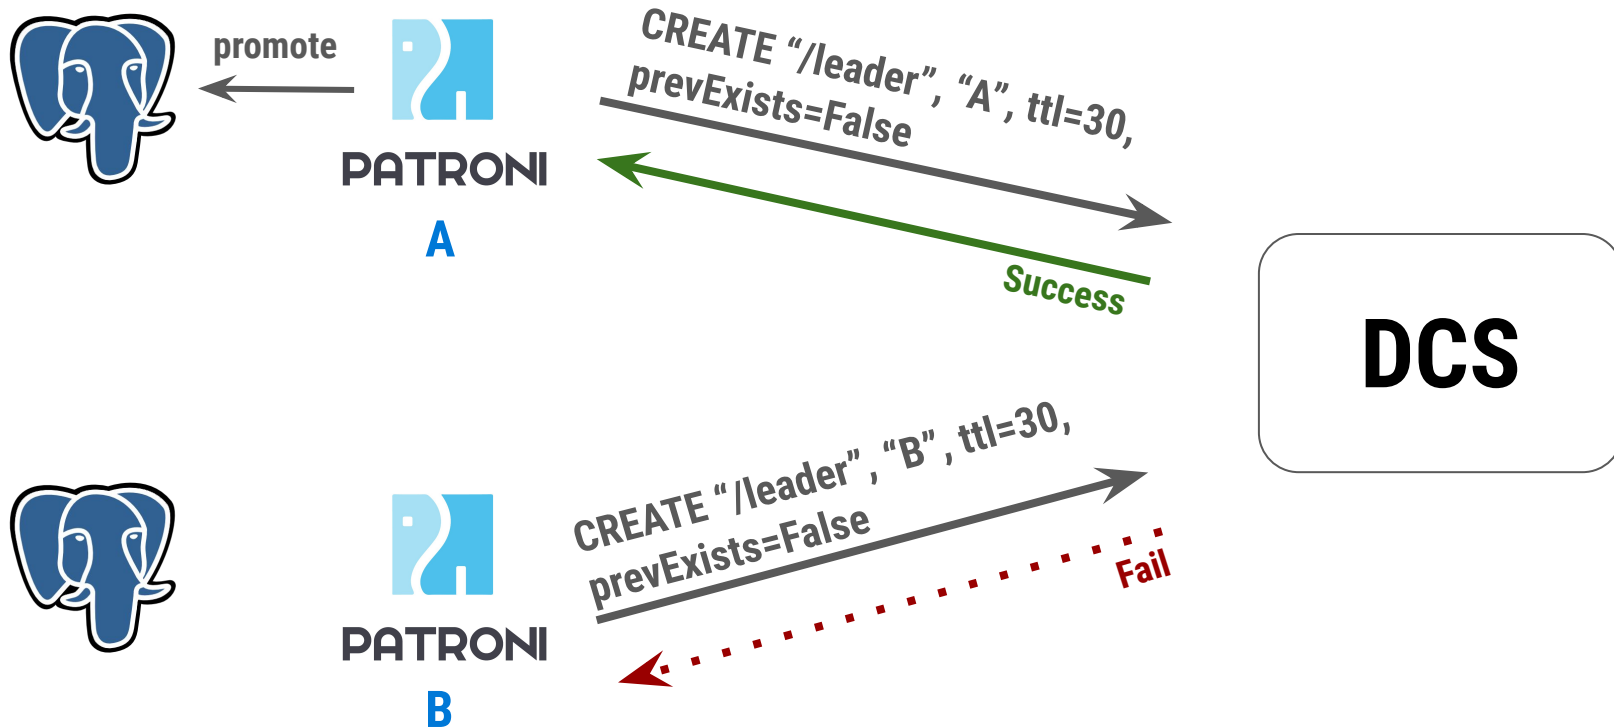 promote
PATRONI
A
CREATE “/leader”, “A”, ttl=30,
prevExists=False
Success
DCS
CREATE “/leader”, “B”, ttl=30,
prevExists=False
Fail
PATRONI
B